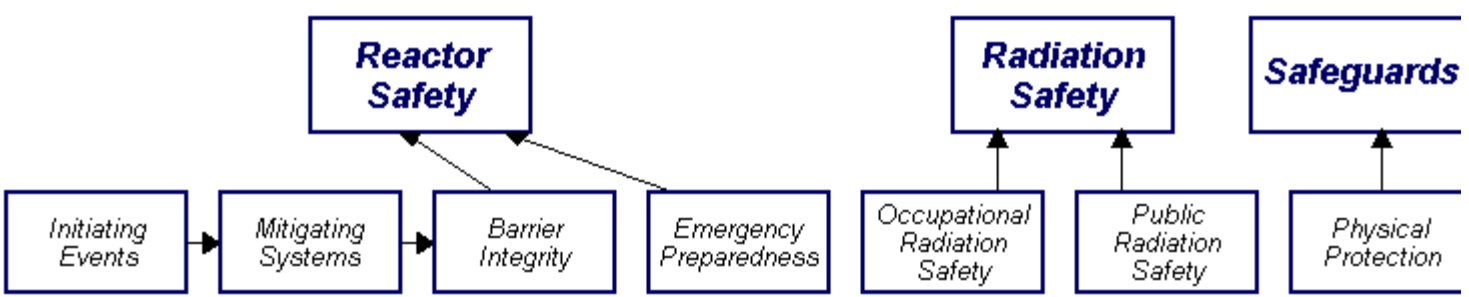 Reactor
Safety
Radiation
Safety
Safeguards
Initiating
Events
Mitigating
Systems
Barrier
Integrity
Emergency
Preparedness
Occupational
Radiation
Safety
Public
Radiation
Safety
Physical
Protection